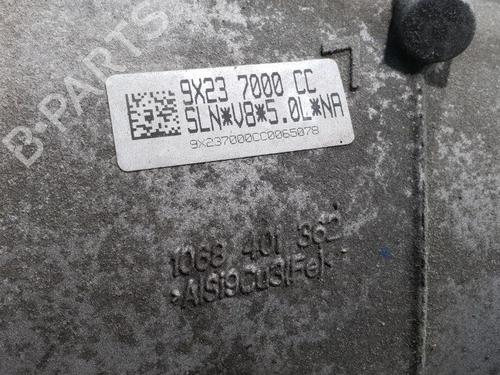 B-PARTS
9X23 7000 CC
SLN*V8*5.0L*NA
9X237000CC0065078
1068 401 362
>AlSi9Cu3(Fe)<